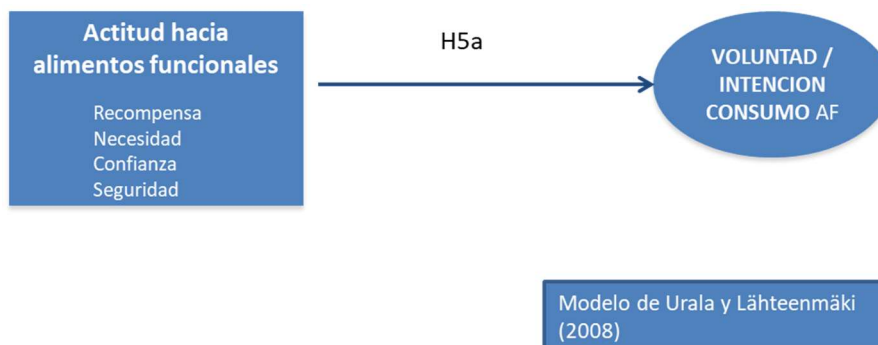 Actitud hacia
alimentos funcionales
Recompensa
Necesidad
Confianza
Seguridad
H5a
VOLUNTAD /
INTENCION
CONSUMO AF
Modelo de Urala y Lähteenmäki
(2008)